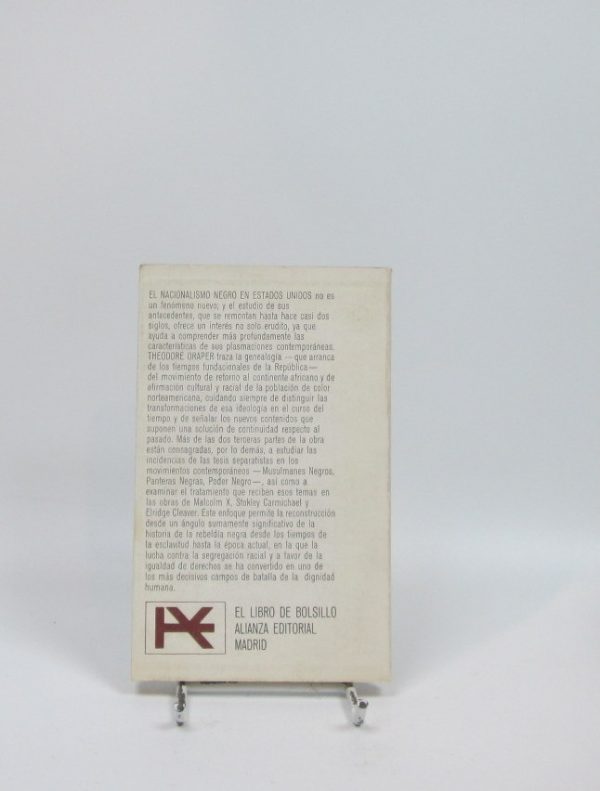 EL NACIONALISMO NEGRO EN ESTADOS UNIDOS no es
un fenómeno nuevo; y el estudio de sus
antecedentes, que se remontan hasta hace casi dos
siglos, ofrece un interés no sólo erudito, ya que
ayuda a comprender más profundamente las
características de sus plasmaciones contemporáneas.
THEODORE DRAPER traza la genealogía —que arranca
de los tiempos fundacionales de la República—
del movimiento de retorno al continente africano y de
afirmación cultural y racial de la población de color
norteamericana, cuidando siempre de distinguir las
transformaciones de esa ideología en el curso del
tiempo y de señalar los nuevos contenidos que
suponen una solución de continuidad respecto al
pasado. Más de las dos terceras partes de la obra
están consagradas, por lo demás, a estudiar las
incidencias de las tesis separatistas en los
movimientos contemporáneos —Musulmanes Negros,
Panteras Negras, Poder Negro—, así como a
examinar el tratamiento que reciben esos temas en
las obras de Malcolm X, Stokley Carmichael y
Elridge Cleaver. Este enfoque permite la reconstrucción
desde un ángulo sumamente significativo de la
historia de la rebeldía negra desde los tiempos de
la esclavitud hasta la época actual, en la que la
lucha contra la segregación racial y a favor de la
igualdad de derechos se ha convertido en uno de
los más decisivos campos de batalla de la dignidad
humana.
EL LIBRO DE BOLSILLO
ALIANZA EDITORIAL
MADRID